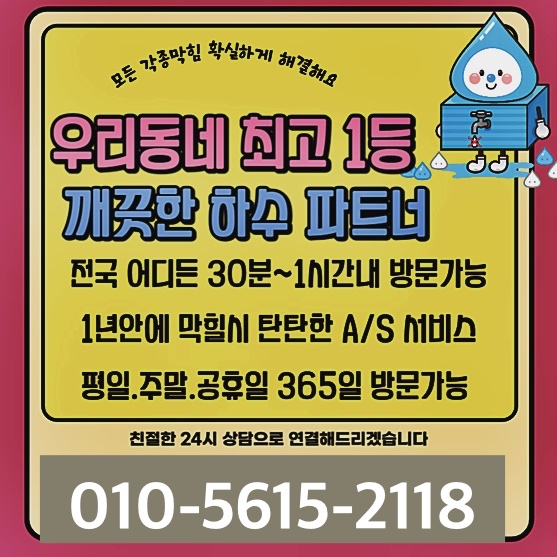 모든 각종막힘 확실하게 해결해요
우리동네 최고 1등
깨끗한 하수 파트너
전국 어디든 30분~1시간내 방문가능
1년안에 막힐시 탄탄한 A/S 서비스
평일.주말.공휴일 365일 방문가능
친절한 24시 상담으로 연결해드리겠습니다
010-5615-2118